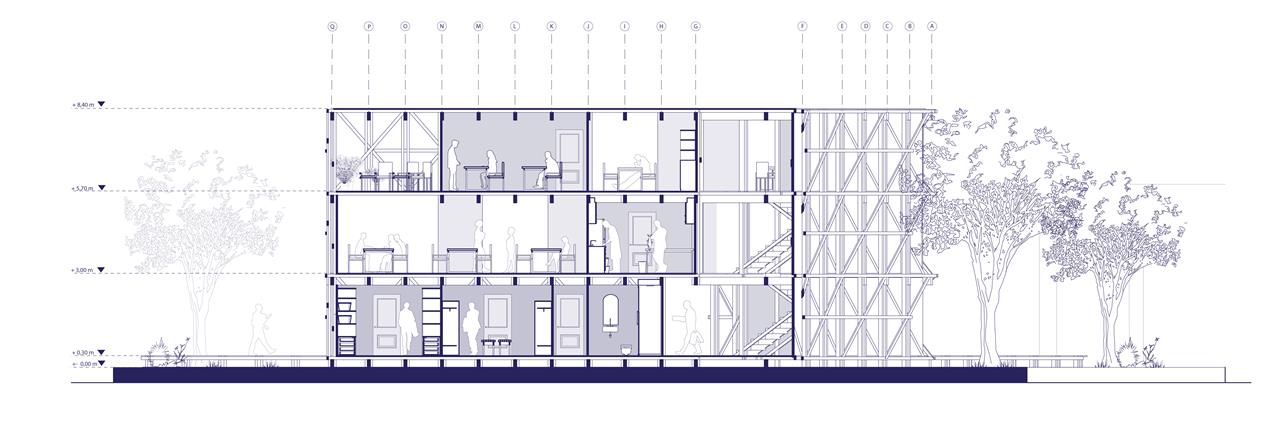 Q P O N M L K J I H G F E D C B A
+ 8,40 m
+ 5,70 m
+ 3,00 m
+ 0,30 m
+- 0,00 m